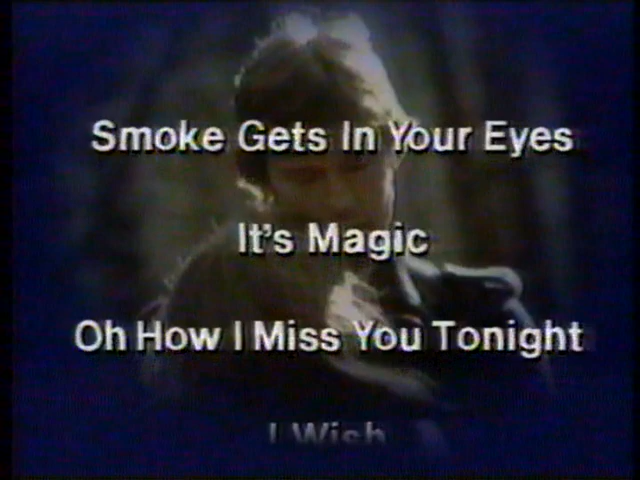 Smoke Gets In Your Eyes
It's Magic
Oh How I Miss You Tonight
I Wish